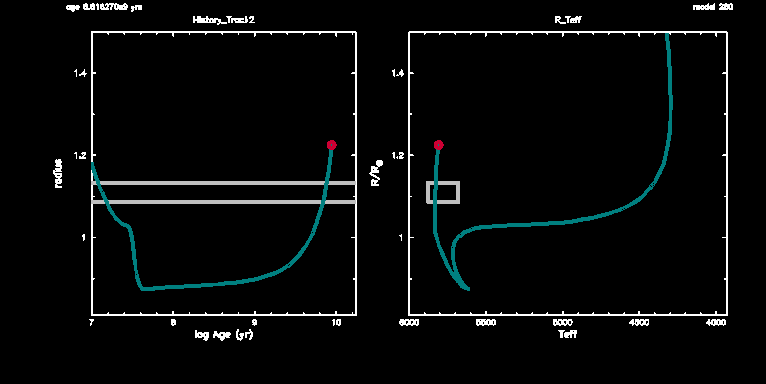 age 8.616270e9 yrs
model 280
History_Track2
R_Teff
radius
1.4
1.2
1
7
8
9
10
log Age (yr)
R/R⊙
1.4
1.2
1
6000
5500
5000
4500
4000
Teff